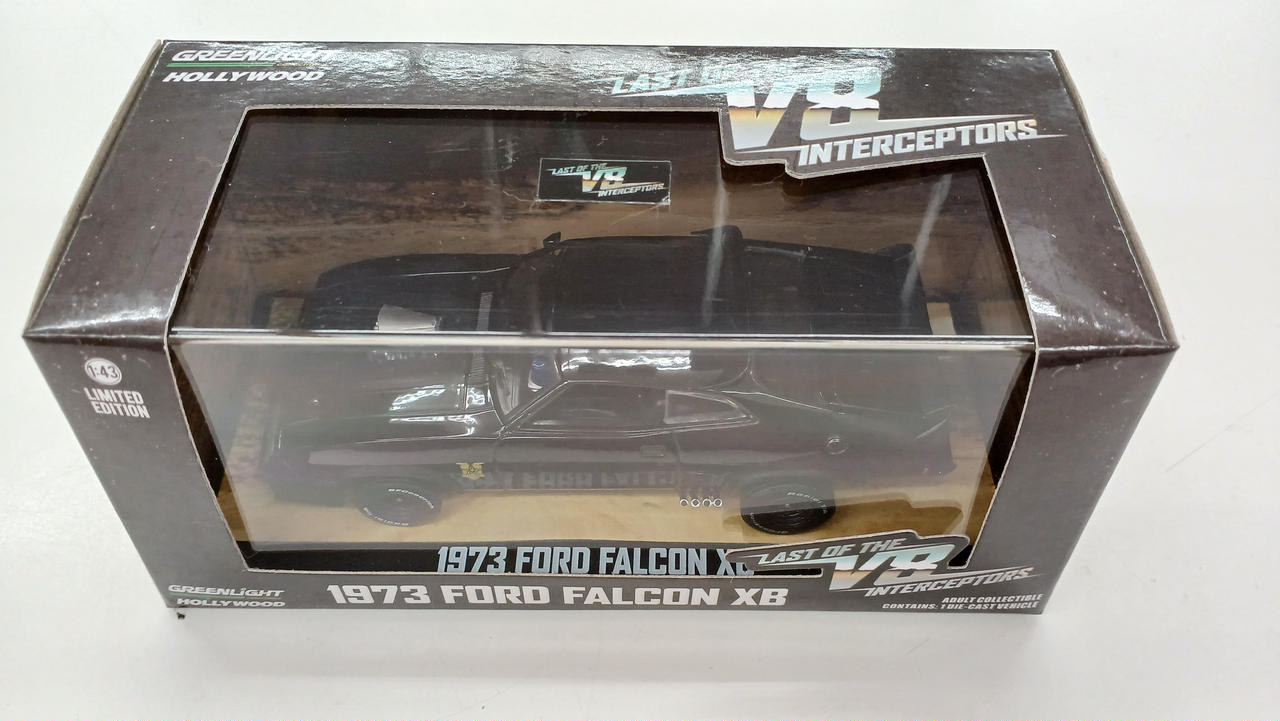 GREENLiGHT
HOLLYWOOD
LAST OF THE
V8
INTERCEPTORS
LAST OF THE
V8
INTERCEPTORS
1:43
LIMITED
EDITION
1973 FORD FALCON
LAST OF THE
V8
INTERCEPTORS
GREENLiGHT
HOLLYWOOD
1973 FORD FALCON XB
ADULT COLLECTIBLE
CONTAINS: 1 DIE-CAST VEHICLE